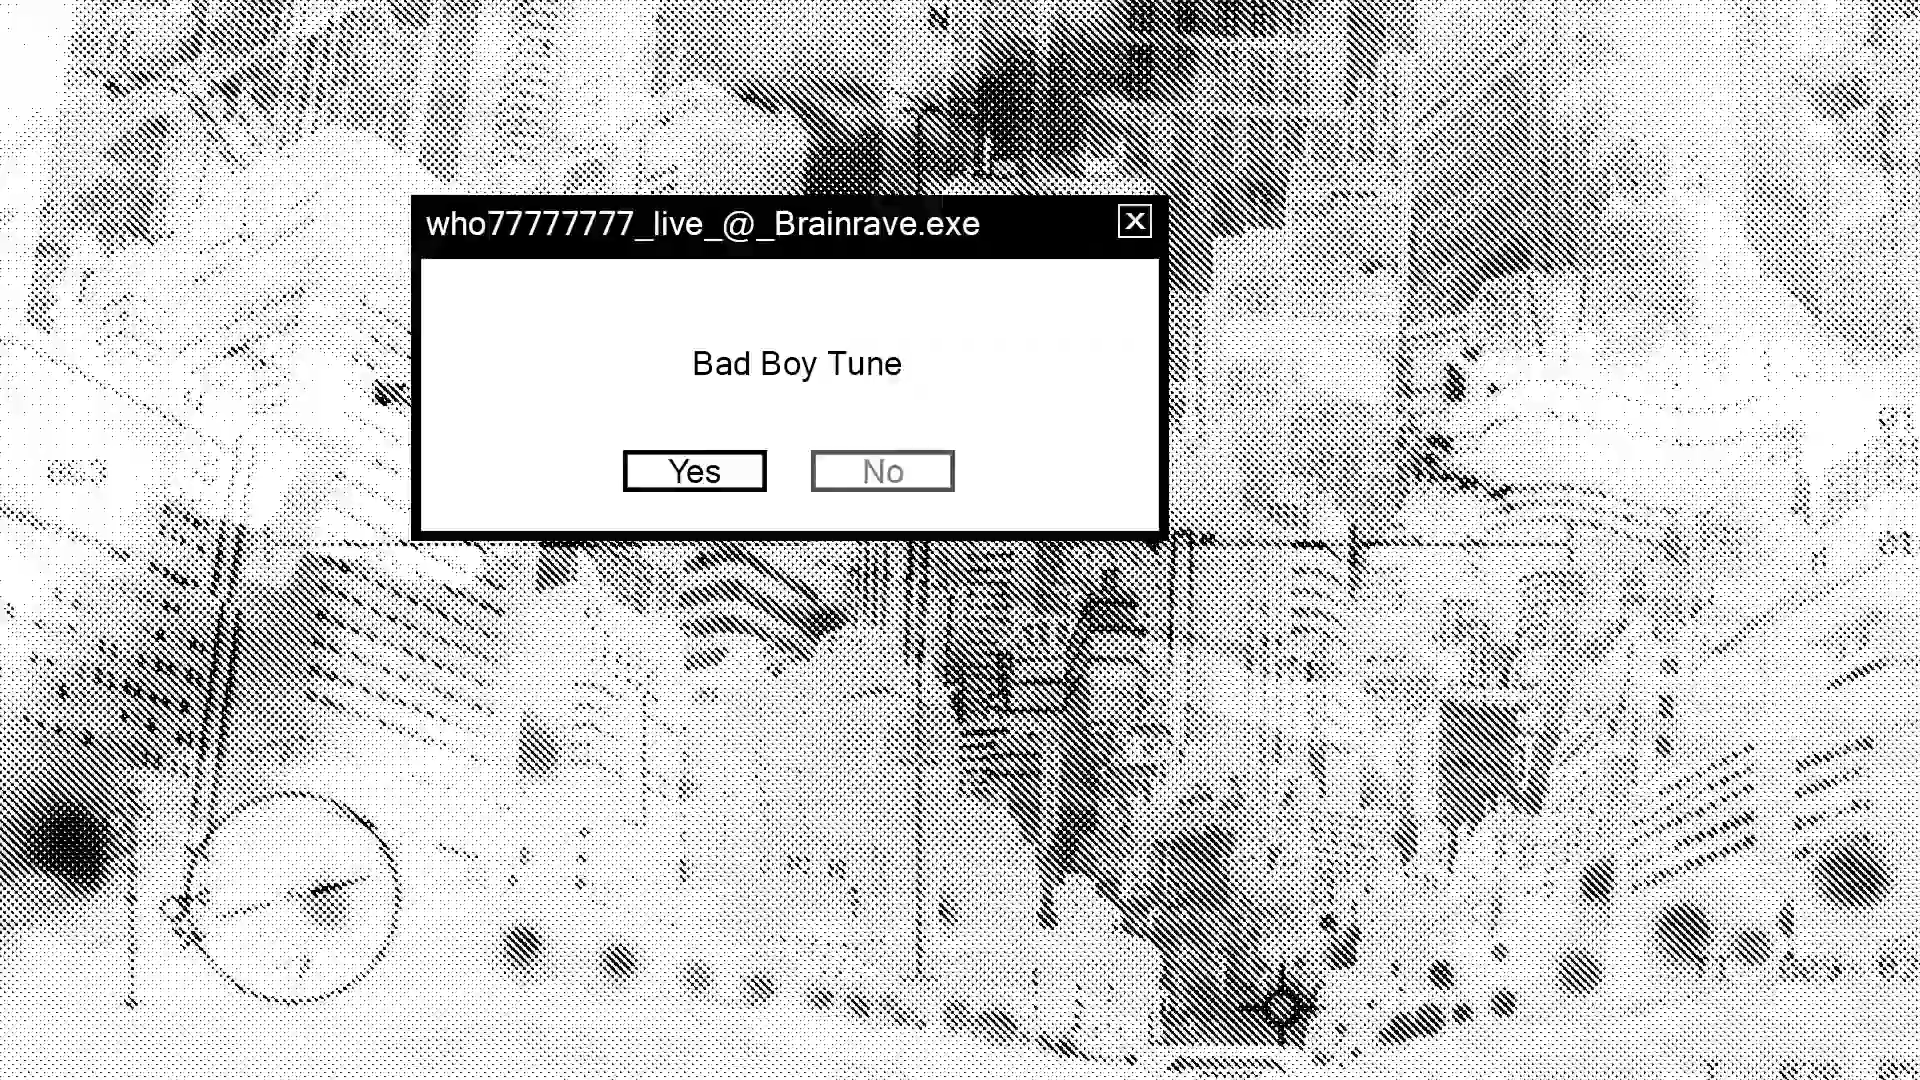 who77777777_live_@_Brainrave.exe
X
Bad Boy Tune
Yes
No